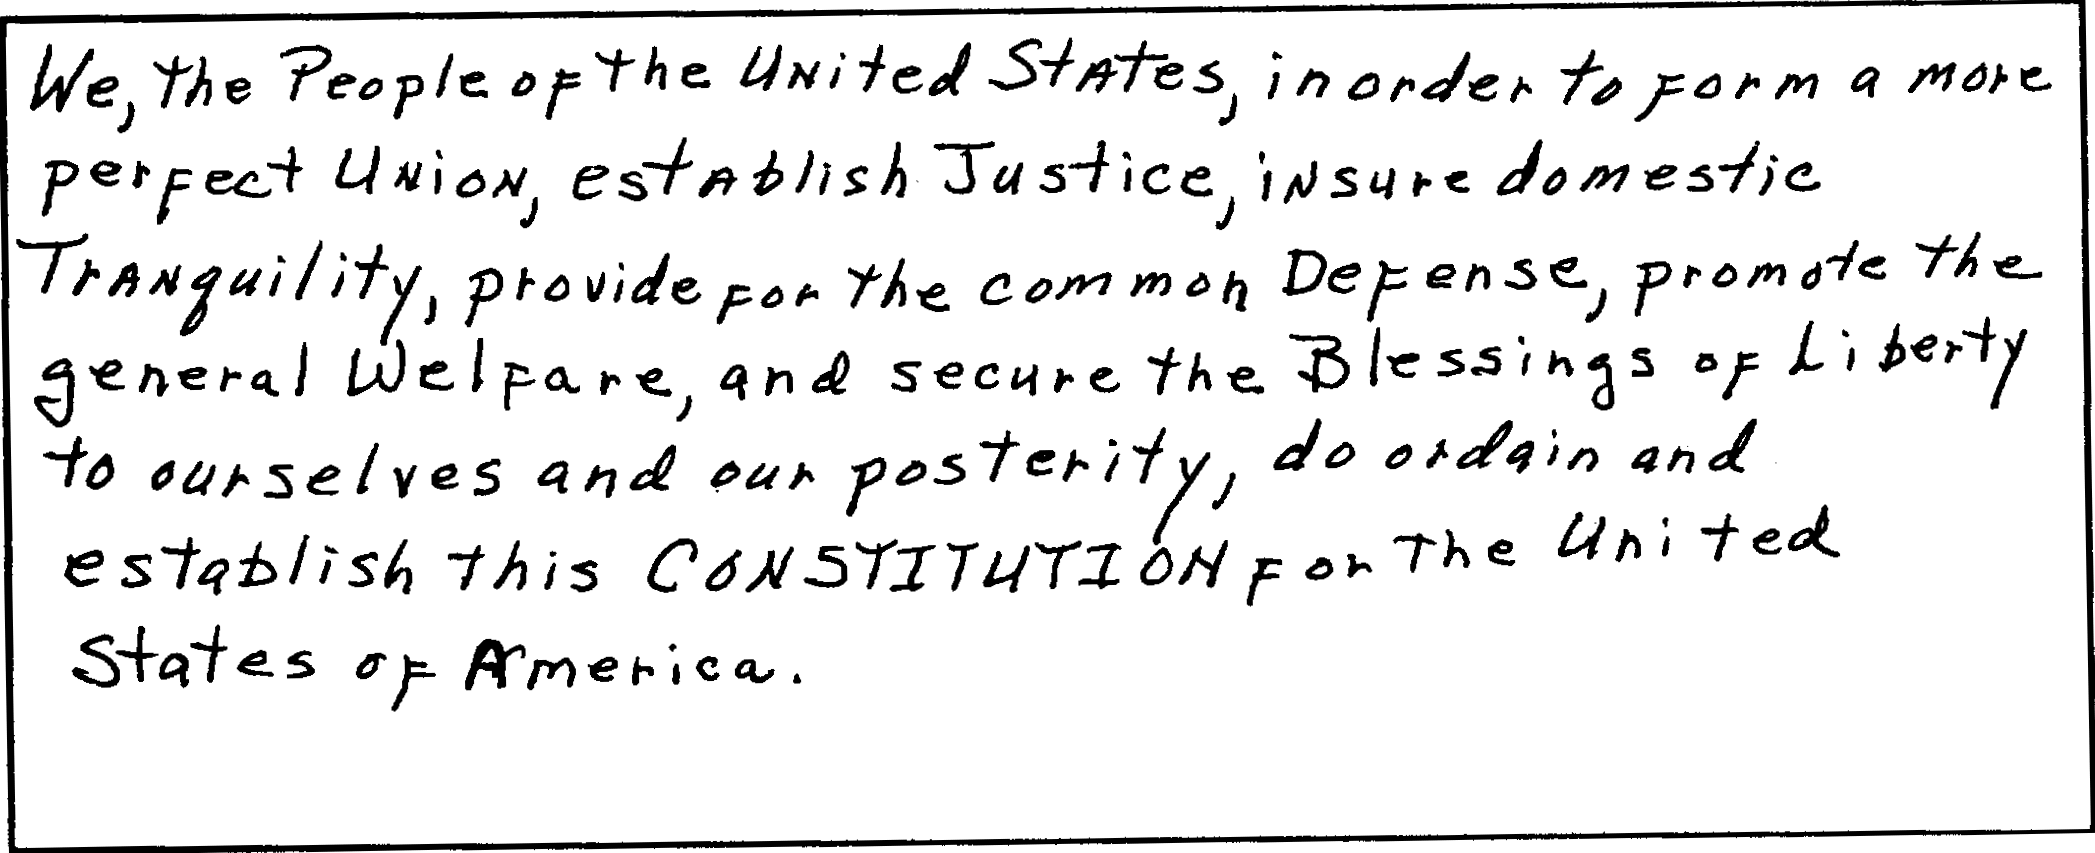 We, the People of the United States, in order to form a more
perfect Union, establish Justice, insure domestic
Tranquility, provide for the common Defense, promote the
general Welfare, and secure the Blessings of Liberty
to ourselves and our posterity, do ordain and
establish this CONSTITUTION for the United
States of America.